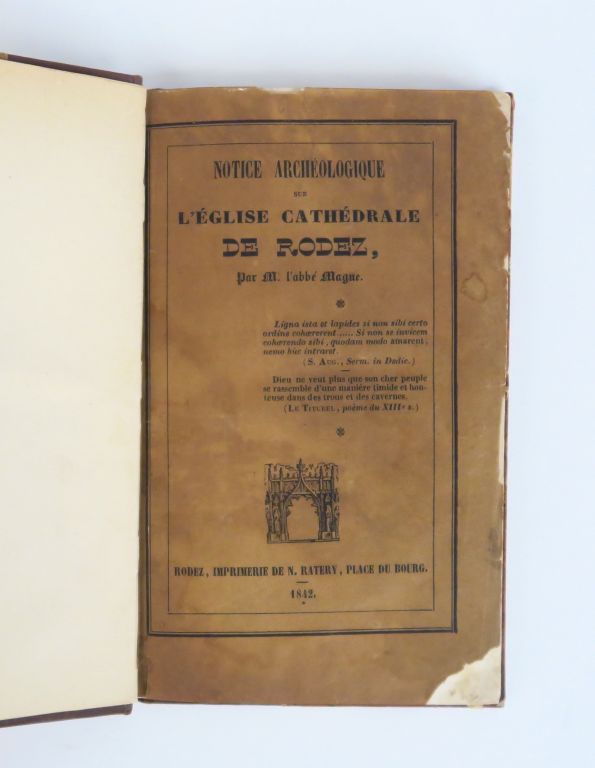 NOTICE ARCHÉOLOGIQUE
SUR
L'ÉGLISE CATHÉDRALE
DE RODEZ,
Par M. l'abbé Magne.
Ligna ista et lapides si non sibi certo
ordine cohærerent..... Si non se invicem
cohærendo sibi, quodam modo amarent,
nemo hùc intraret.
(S. AUG., Serm. in Dedic.)
Dieu ne veut plus que son cher peuple
se rassemble d'une manière timide et hon-
teuse dans des trous et des cavernes.
(LE TITUREL, poème du XIIIe s.)
RODEZ, IMPRIMERIE DE N. RATERY, PLACE DU BOURG.
1842.